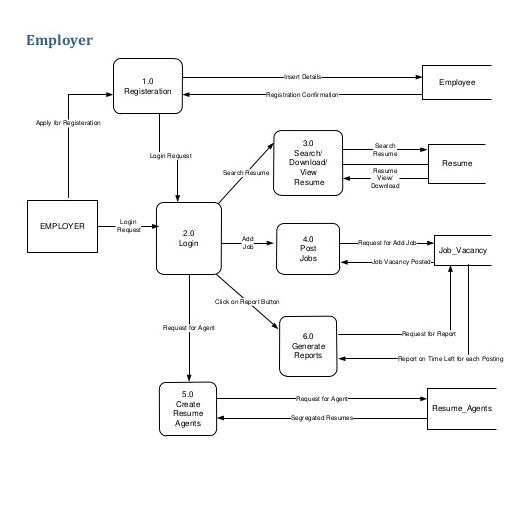 Employer
1.0
Registeration
Insert Details
Registration Confirmation
Employee
Apply for Registeration
Login Request
3.0
Search/
Download/
View
Resume
Search
Resume
Resume
View/
Download
Resume
Search Resume
EMPLOYER
Login
Request
2.0
Login
Add
Job
4.0
Post
Jobs
Request for Add Job
Job Vacancy Posted
Job_Vacancy
Click on Report Button
6.0
Generate
Reports
Request for Report
Report on Time Left for each Posting
Request for Agent
5.0
Create
Resume
Agents
Request for Agent
Segregated Resumes
Resume_Agents